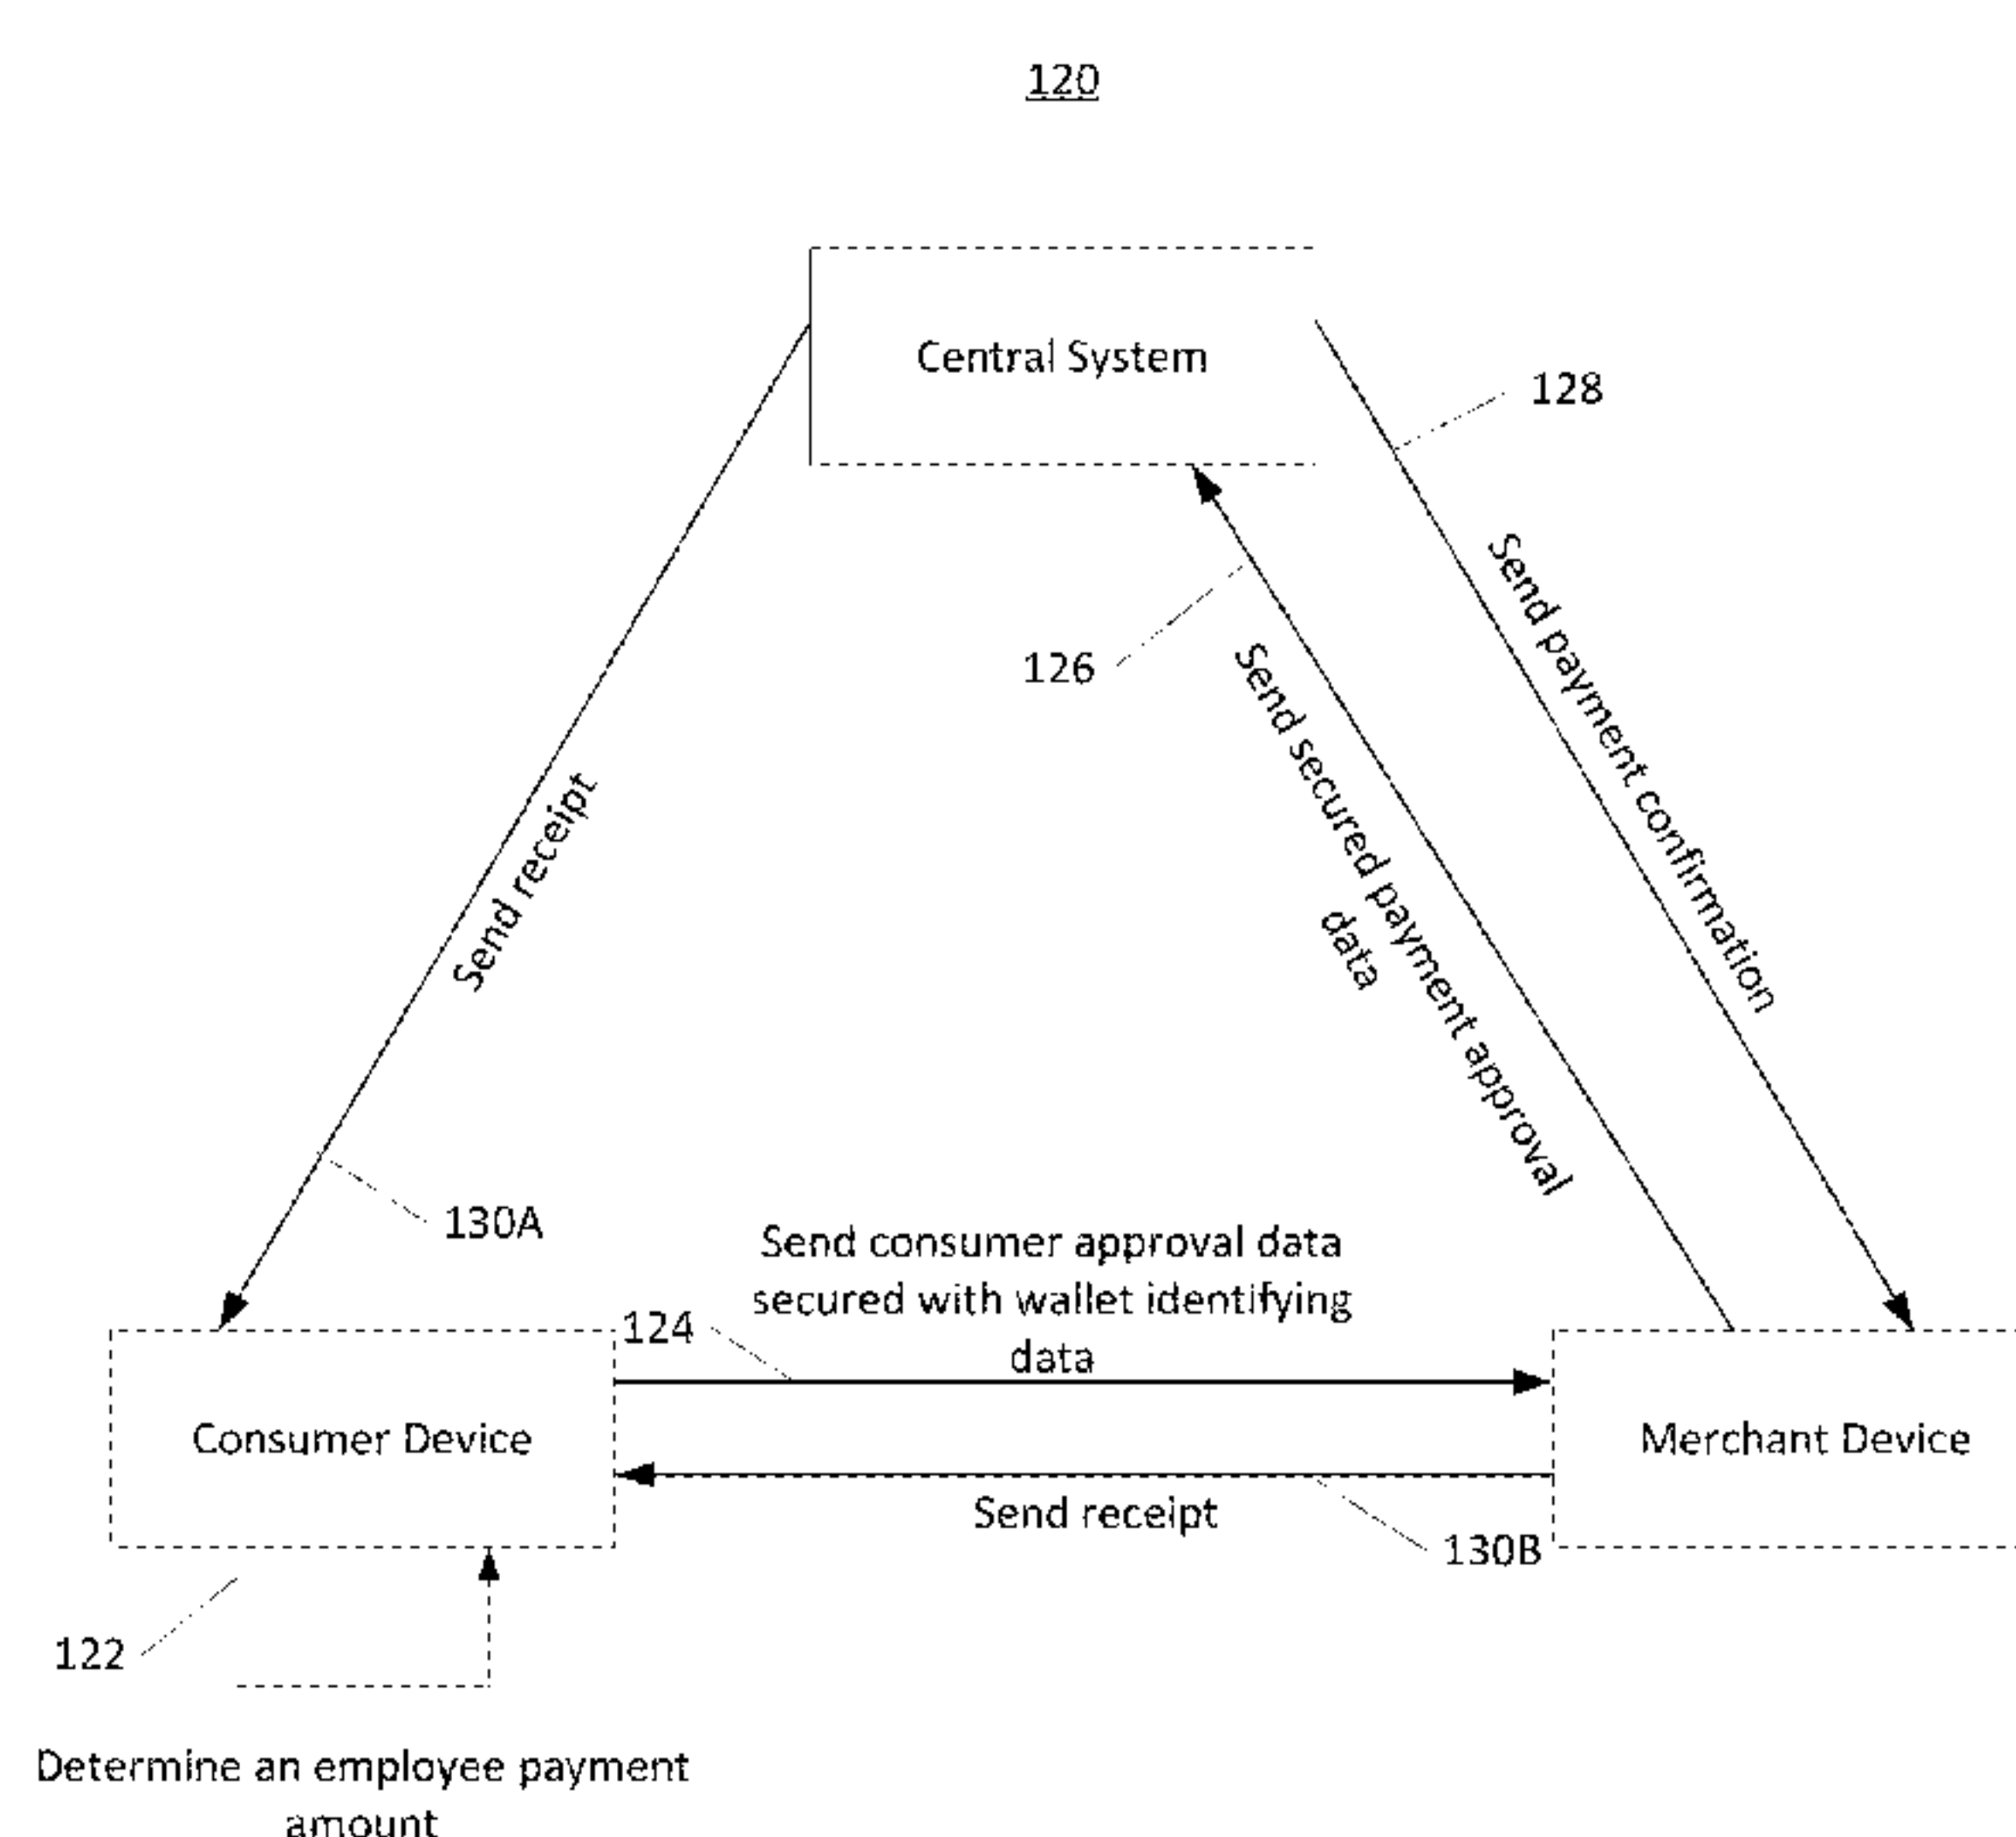 120
Central System
128
126
Send payment confirmation
Send secured payment approval
data
Send receipt
130A
Send consumer approval data
secured with wallet identifying
data
124
Consumer Device
Merchant Device
Send receipt
130B
122
Determine an employee payment
amount